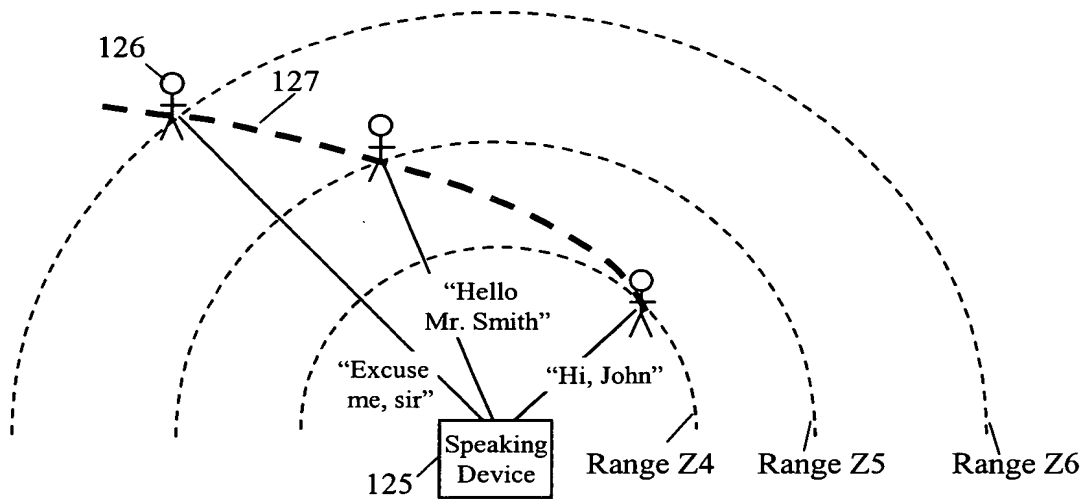 126
127
“Hello
Mr. Smith”
“Excuse
me, sir”
“Hi, John”
Speaking
Device
125
Range Z4
Range Z5
Range Z6